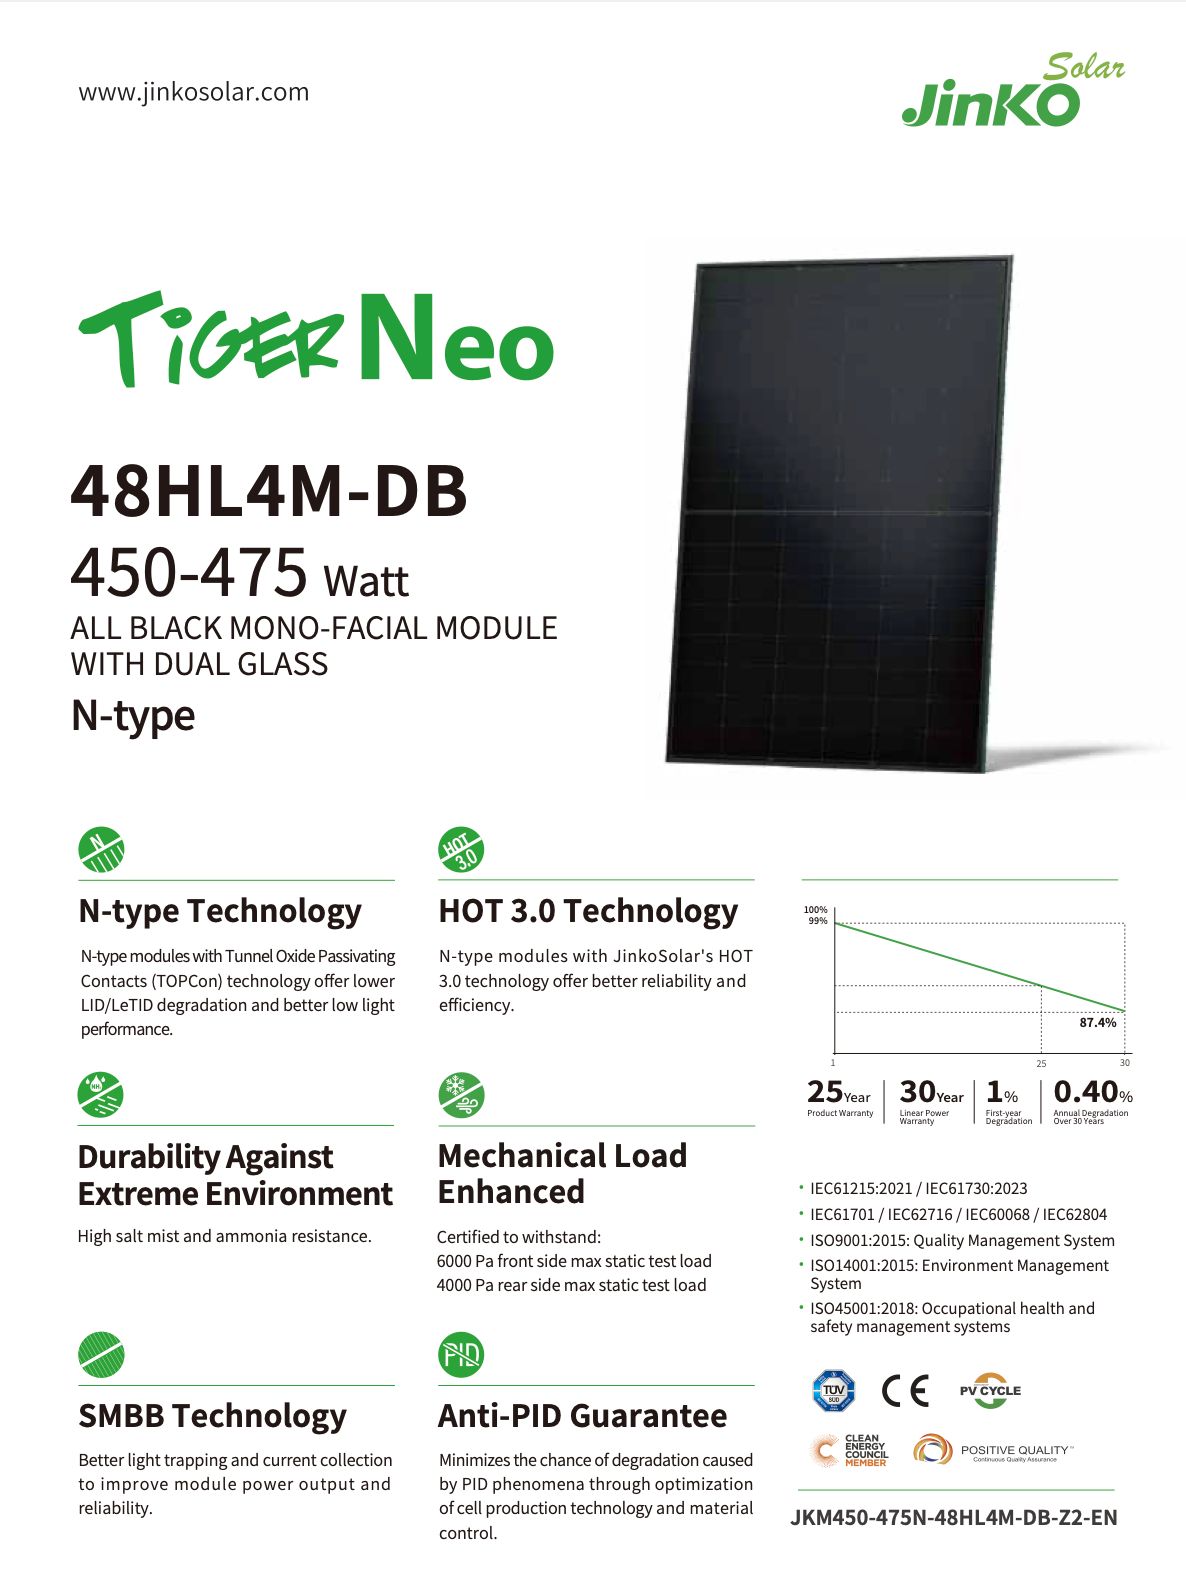 www.jinkosolar.com
Solar
JinKO
TiGER Neo
48HL4M-DB
450-475 Watt
ALL BLACK MONO-FACIAL MODULE
WITH DUAL GLASS
N-type
N
N-type Technology
N-type modules with Tunnel Oxide Passivating
Contacts (TOPCon) technology offer lower
LID/LeTID degradation and better low light
performance.
HOT
3.0
HOT 3.0 Technology
N-type modules with JinkoSolar's HOT
3.0 technology offer better reliability and
efficiency.
100%
99%
87.4%
1
25
30
25Year
Product Warranty
30Year
Linear Power
Warranty
1%
First-year
Degradation
0.40%
Annual Degradation
Over 30 Years
Durability Against
Extreme Environment
High salt mist and ammonia resistance.
Mechanical Load
Enhanced
Certified to withstand:
6000 Pa front side max static test load
4000 Pa rear side max static test load
• IEC61215:2021 / IEC61730:2023
• IEC61701 / IEC62716 / IEC60068 / IEC62804
• ISO9001:2015: Quality Management System
• ISO14001:2015: Environment Management
System
• ISO45001:2018: Occupational health and
safety management systems
SMBB Technology
Better light trapping and current collection
to improve module power output and
reliability.
PID
Anti-PID Guarantee
Minimizes the chance of degradation caused
by PID phenomena through optimization
of cell production technology and material
control.
TÜV
SÜD
CE
PV CYCLE
CLEAN
ENERGY
COUNCIL
MEMBER
POSITIVE QUALITY™
Continuous Quality Assurance
JKM450-475N-48HL4M-DB-Z2-EN